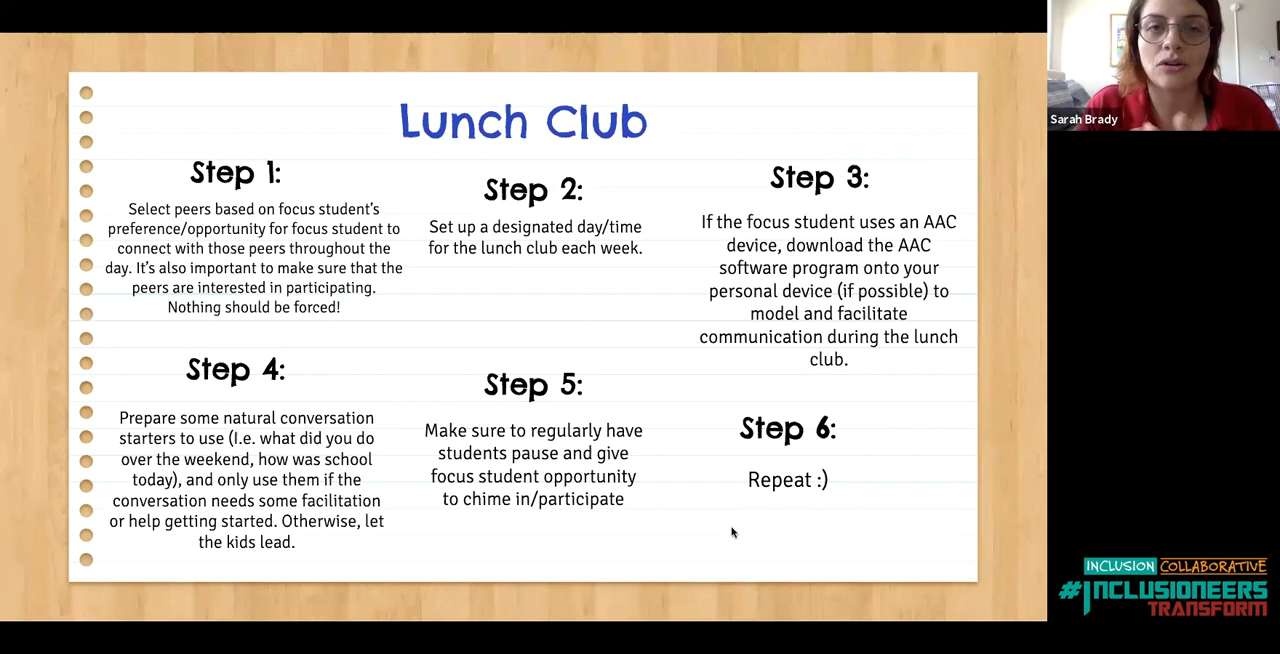 Lunch Club
Step 1:
Select peers based on focus student's
preference/opportunity for focus student to
connect with those peers throughout the
day. It's also important to make sure that the
peers are interested in participating.
Nothing should be forced!
Step 2:
Set up a designated day/time
for the lunch club each week.
Step 3:
If the focus student uses an AAC
device, download the AAC
software program onto your
personal device (if possible) to
model and facilitate
communication during the lunch
club.
Step 4:
Prepare some natural conversation
starters to use (I.e. what did you do
over the weekend, how was school
today), and only use them if the
conversation needs some facilitation
or help getting started. Otherwise, let
the kids lead.
Step 5:
Make sure to regularly have
students pause and give
focus student opportunity
to chime in/participate
Step 6:
Repeat :)
Sarah Brady
INCLUSION COLLABORATIVE
#INCLUSIONEERS
TRANSFORM